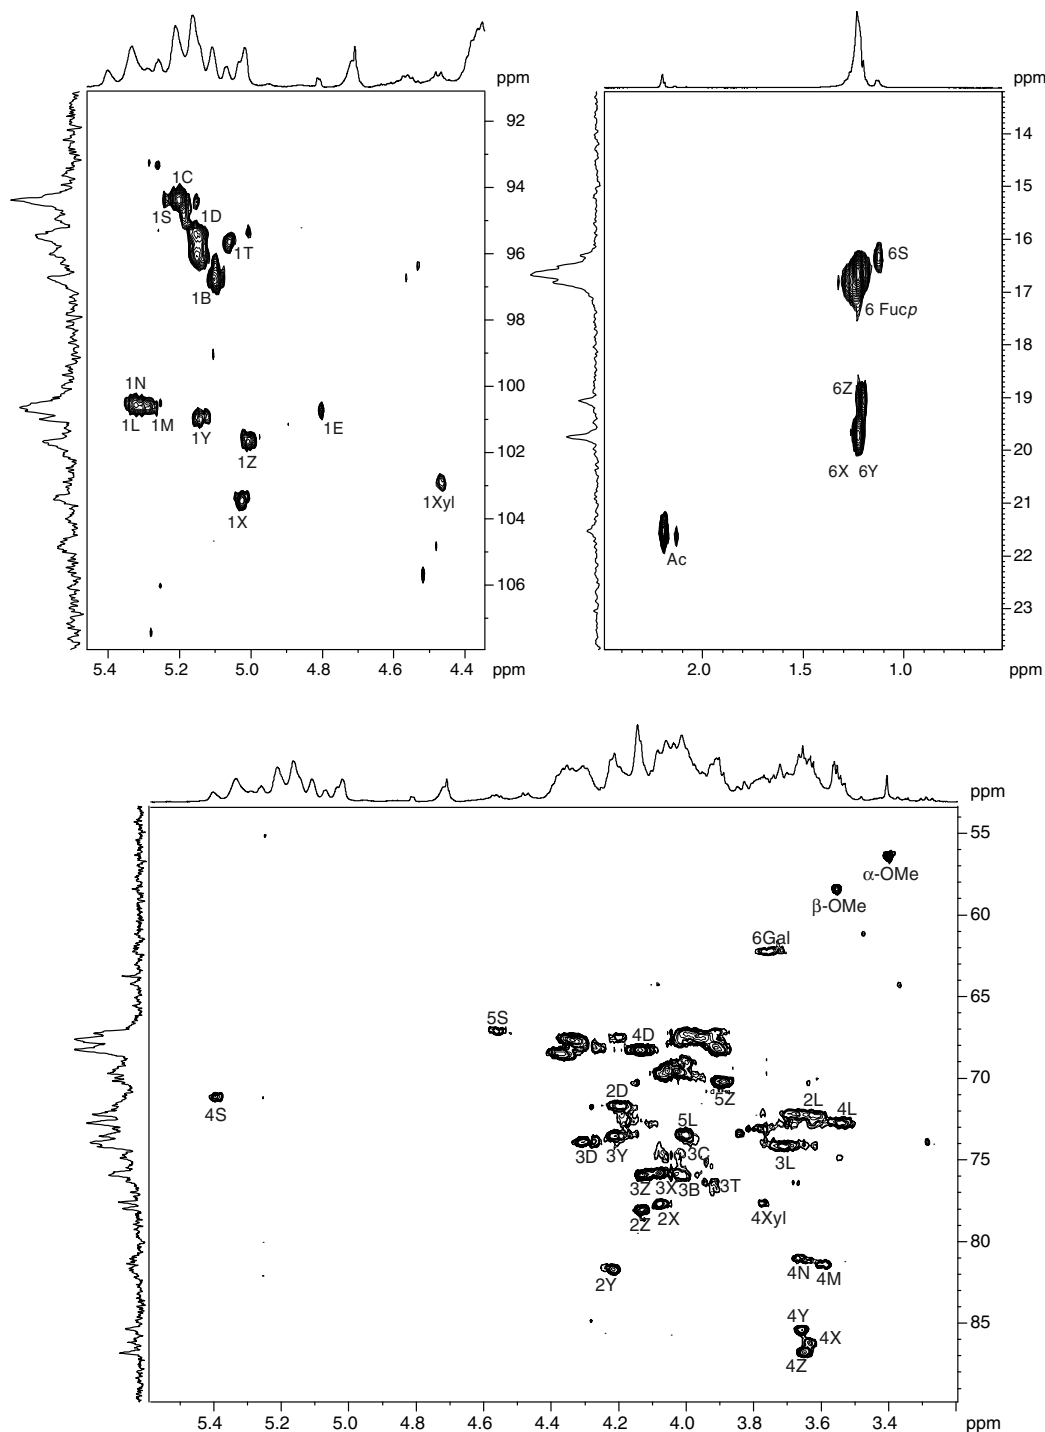 ppm
92
94
96
98
100
102
104
106
1C
1S
1D
1T
1B
1N
1L
1M
1Y
1E
1Z
1Xyl
1X
5.4
5.2
5.0
4.8
4.6
4.4
ppm
ppm
14
15
16
17
18
19
20
21
22
23
6S
6 Fucp
6Z
6X 6Y
Ac
2.0
1.5
1.0
ppm
ppm
55
60
65
70
75
80
85
α-OMe
β-OMe
6Gal
5S
4D
4S
2D
5Z
2L
4L
5L
3D
3Y
3C
3L
3Z
3X
3B
3T
2Z
2X
4Xyl
2Y
4N
4M
4Y
4X
4Z
5.4
5.2
5.0
4.8
4.6
4.4
4.2
4.0
3.8
3.6
3.4
ppm